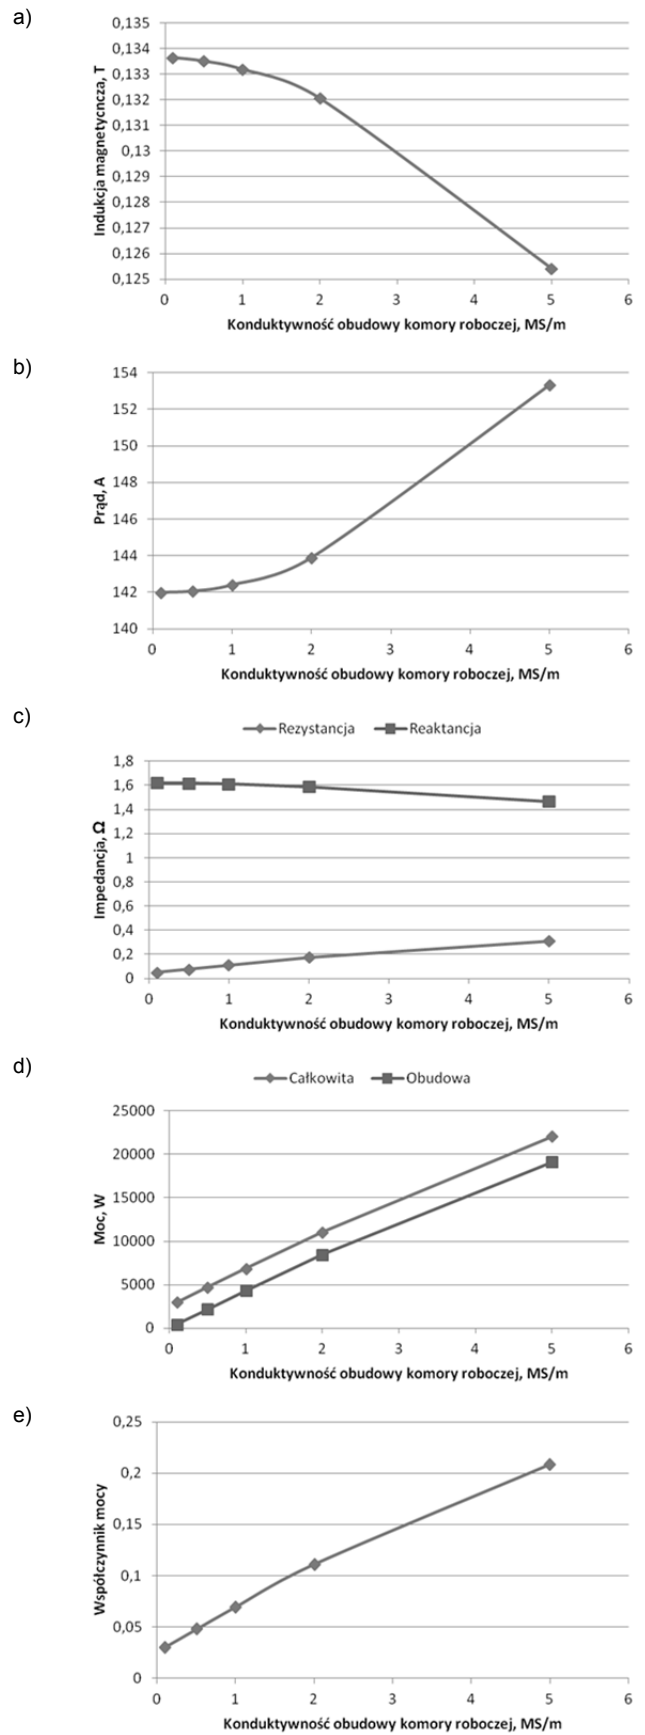 a)
0,135
0,134
0,133
0,132
0,131
0,13
0,129
0,128
0,127
0,126
0,125
Indukcja magnetycncza, T
0 1 2 3 4 5 6
Konduktywność obudowy komory roboczej, MS/m
b)
154
152
150
148
146
144
142
140
Prąd, A
0 1 2 3 4 5 6
Konduktywność obudowy komory roboczej, MS/m
c)
Rezystancja Reaktancja
1,8
1,6
1,4
1,2
1
0,8
0,6
0,4
0,2
0
Impedancja, Ω
0 1 2 3 4 5 6
Konduktywność obudowy komory roboczej, MS/m
d)
Całkowita Obudowa
25000
20000
15000
10000
5000
0
Moc, W
0 1 2 3 4 5 6
Konduktywność obudowy komory roboczej, MS/m
e)
0,25
0,2
0,15
0,1
0,05
0
Współczynnik mocy
0 1 2 3 4 5 6
Konduktywność obudowy komory roboczej, MS/m